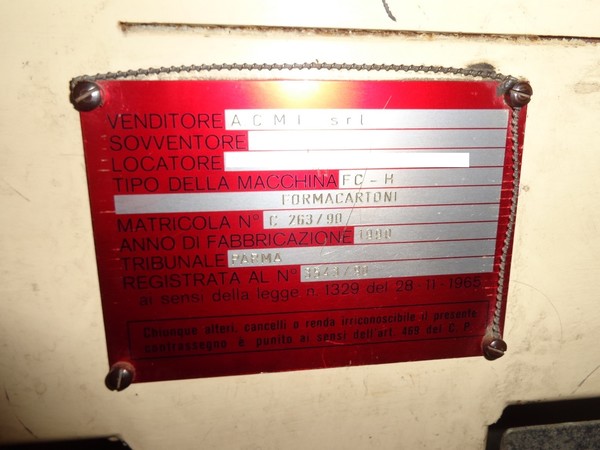 VENDITORE A.C.M.I. srl
SOVVENTORE
LOCATORE
TIPO DELLA MACCHINA FC-H
FORMACARTONI
MATRICOLA N° C 763/90
ANNO DI FABBRICAZIONE 1990
TRIBUNALE PARMA
REGISTRATA AL N°
ai sensi della legge n. 1329 del 28-11-1965
Chiunque alteri, cancelli o renda irriconoscibile il presente
contrassegno è punito ai sensi dell'art. 469 del C.P.